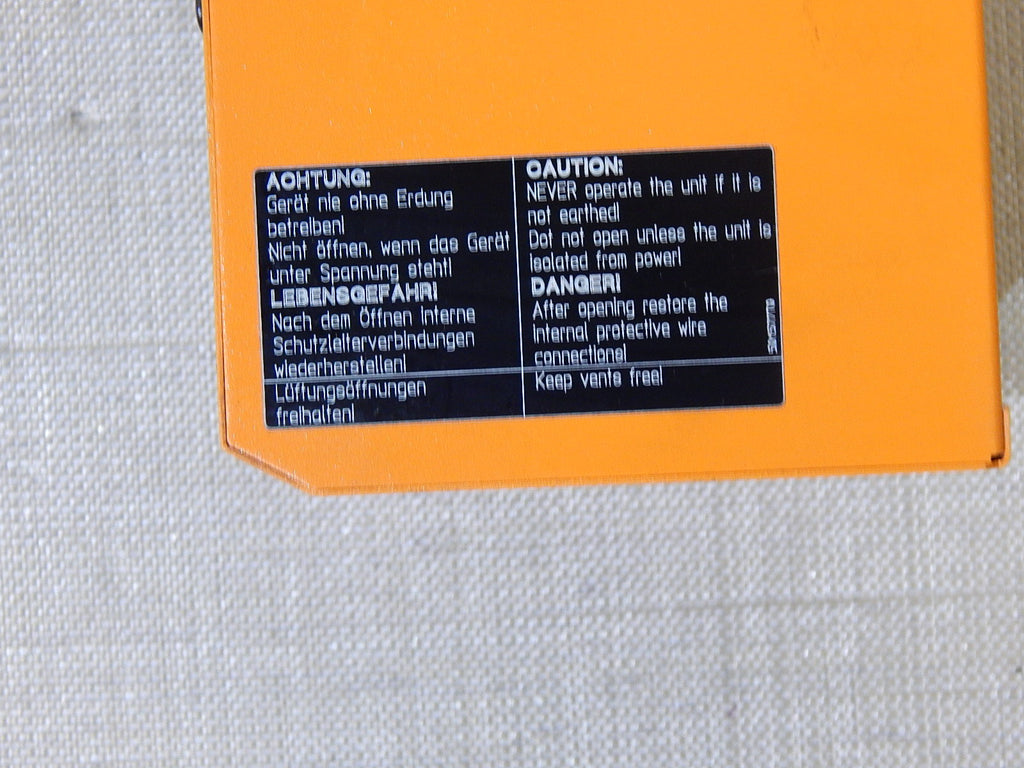 ACHTUNG:
Gerät nie ohne Erdung
betreiben!
Nicht öffnen, wenn das Gerät
unter Spannung steht!
LEBENSGEFAHR!
Nach dem Öffnen interne
Schutzleiterverbindungen
wiederherstellen!
Lüftungsöffnungen
freihalten!
CAUTION:
NEVER operate the unit if it is
not earthed!
Dot not open unless the unit is
isolated from power!
DANGER!
After opening restore the
internal protective wire
connections!
Keep vents free!